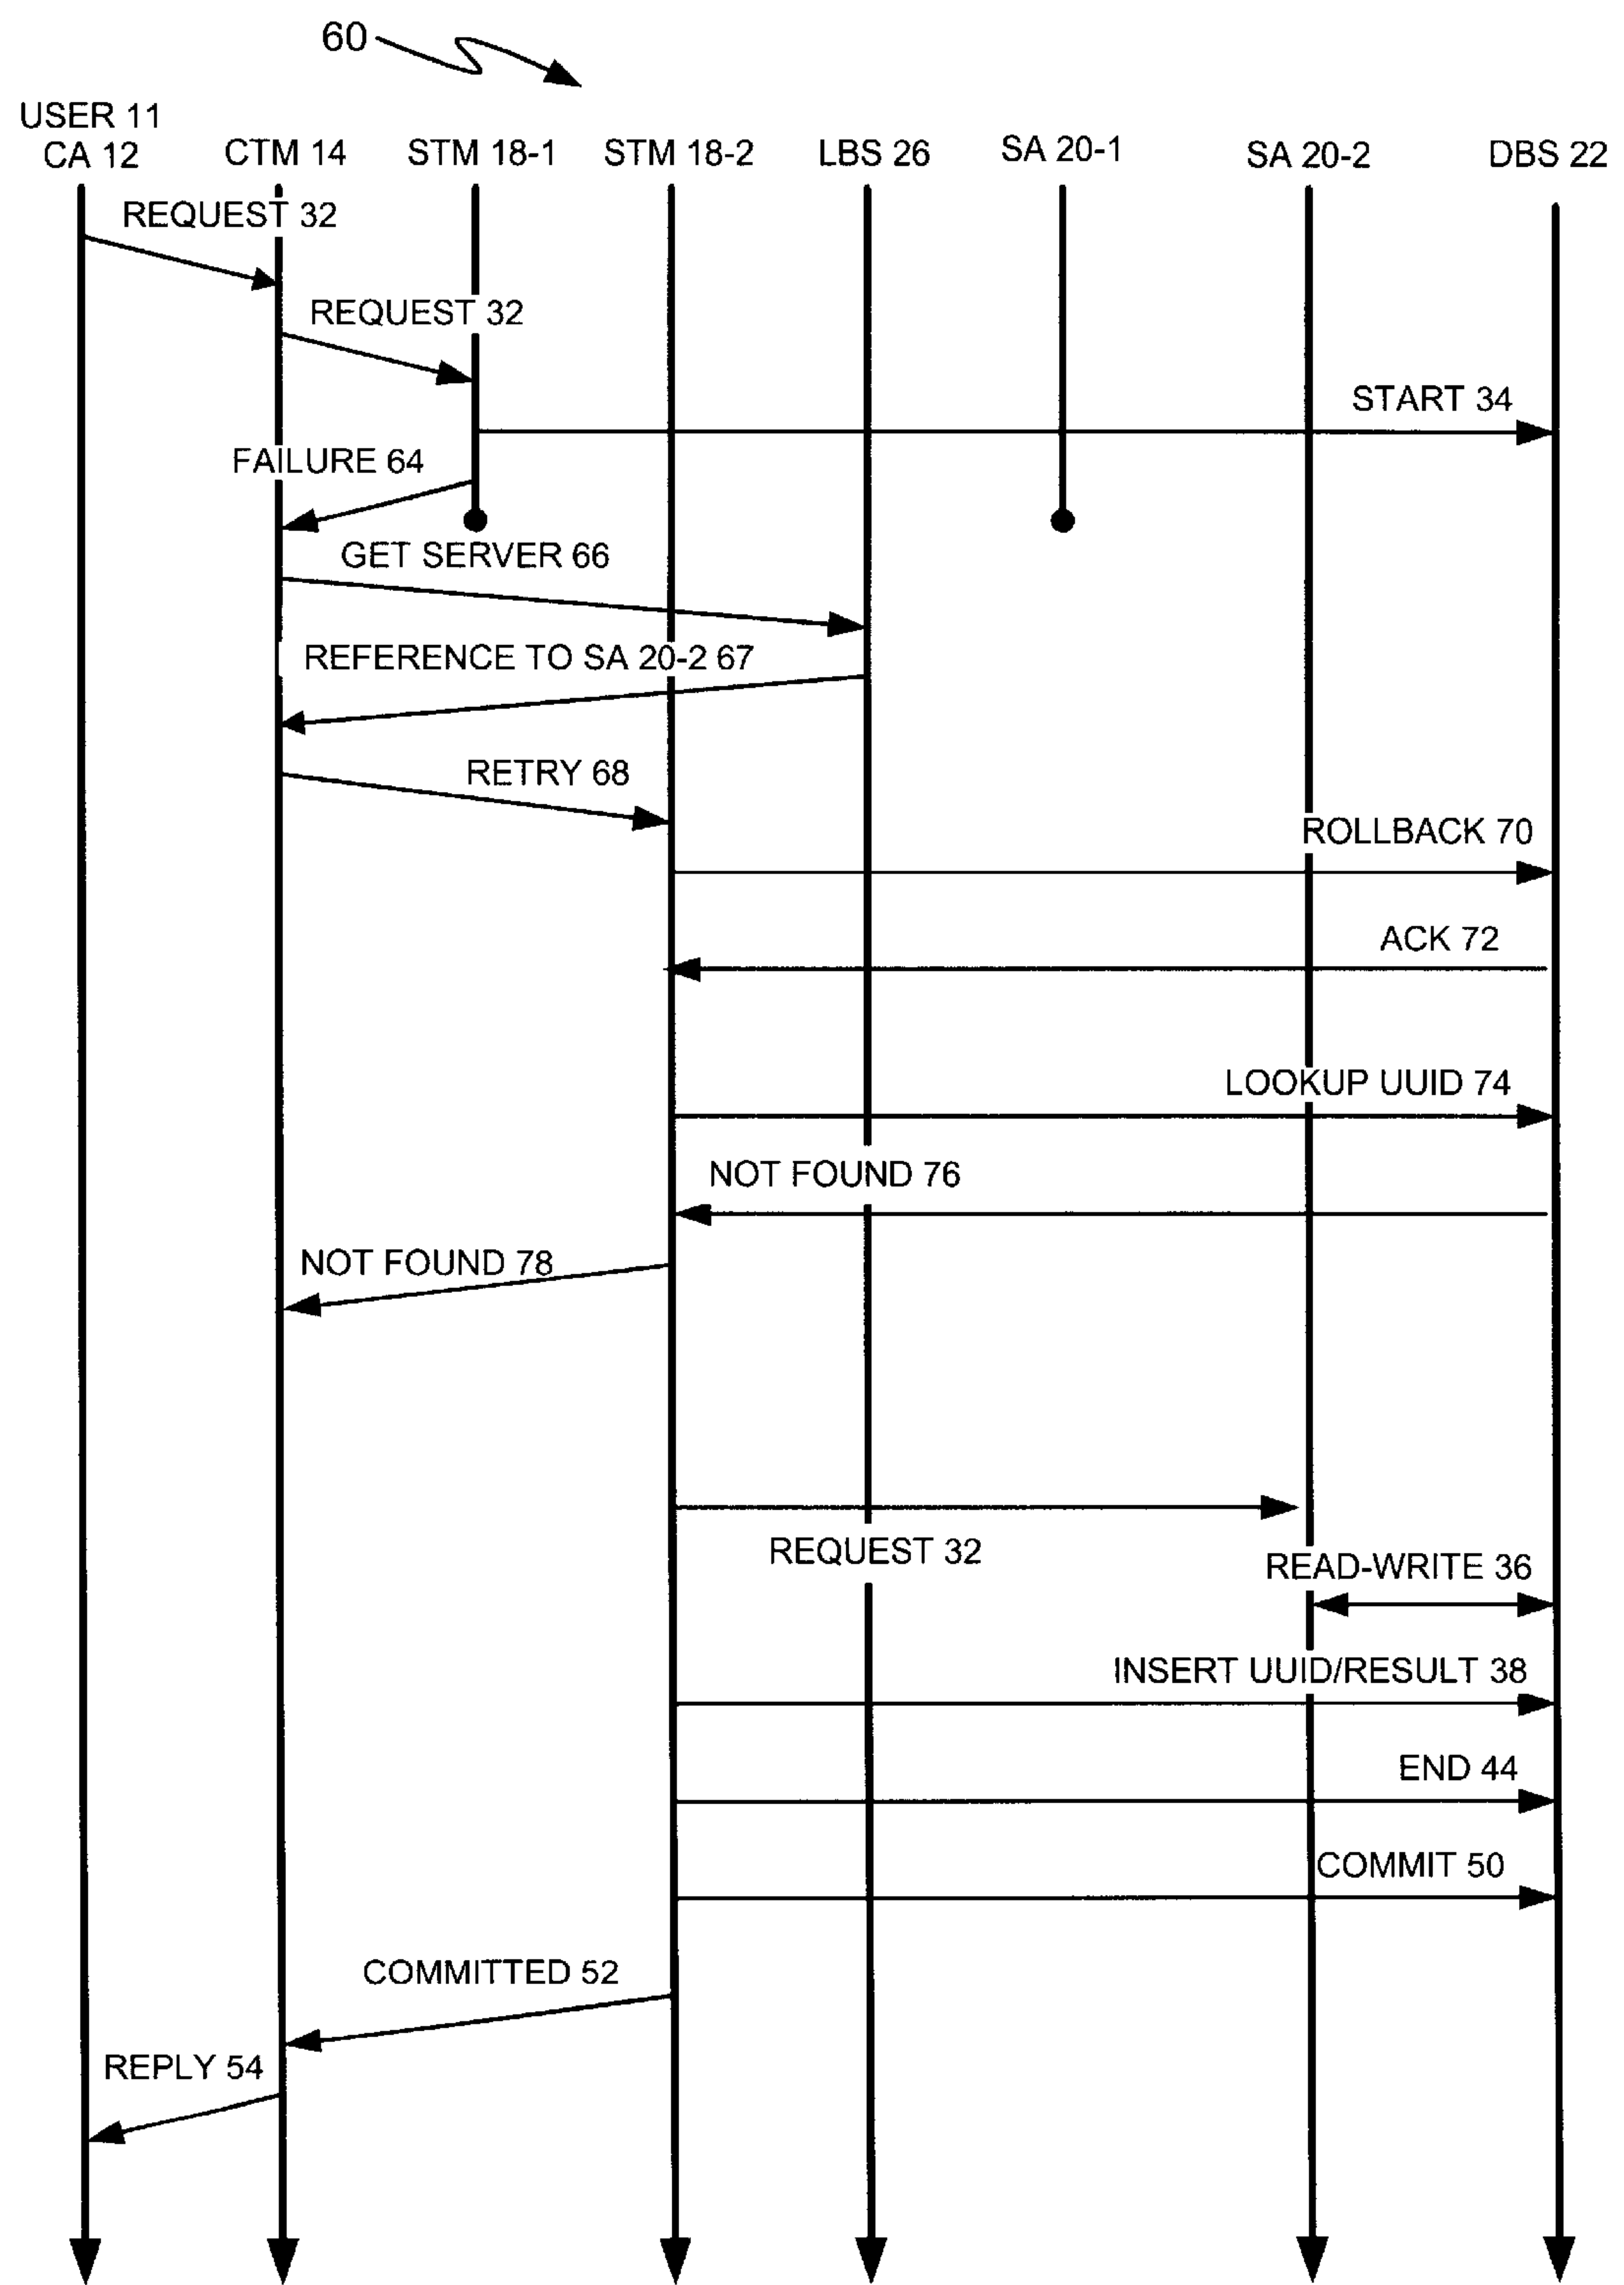 60
USER 11
CA 12
CTM 14
STM 18-1
STM 18-2
LBS 26
SA 20-1
SA 20-2
DBS 22
REQUEST 32
REQUEST 32
START 34
FAILURE 64
GET SERVER 66
REFERENCE TO SA 20-2 67
RETRY 68
ROLLBACK 70
ACK 72
LOOKUP UUID 74
NOT FOUND 76
NOT FOUND 78
REQUEST 32
READ-WRITE 36
INSERT UUID/RESULT 38
END 44
COMMIT 50
COMMITTED 52
REPLY 54